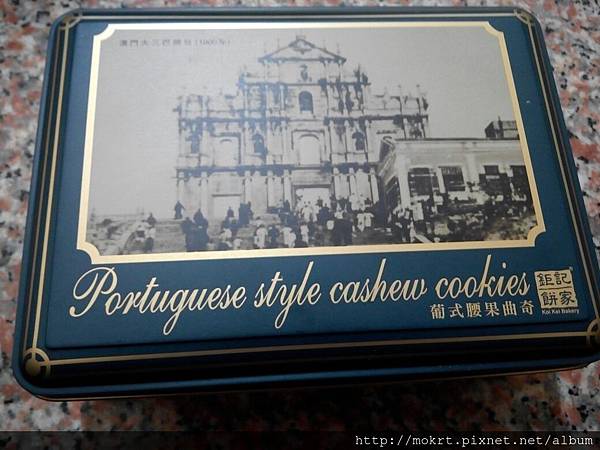 澳門大三巴牌坊(1900年)
Portuguese style cashew cookies
葡式腰果曲奇
鉅記
餅家
Koi Kei Bakery
http://mokrt.pixnet.net/album